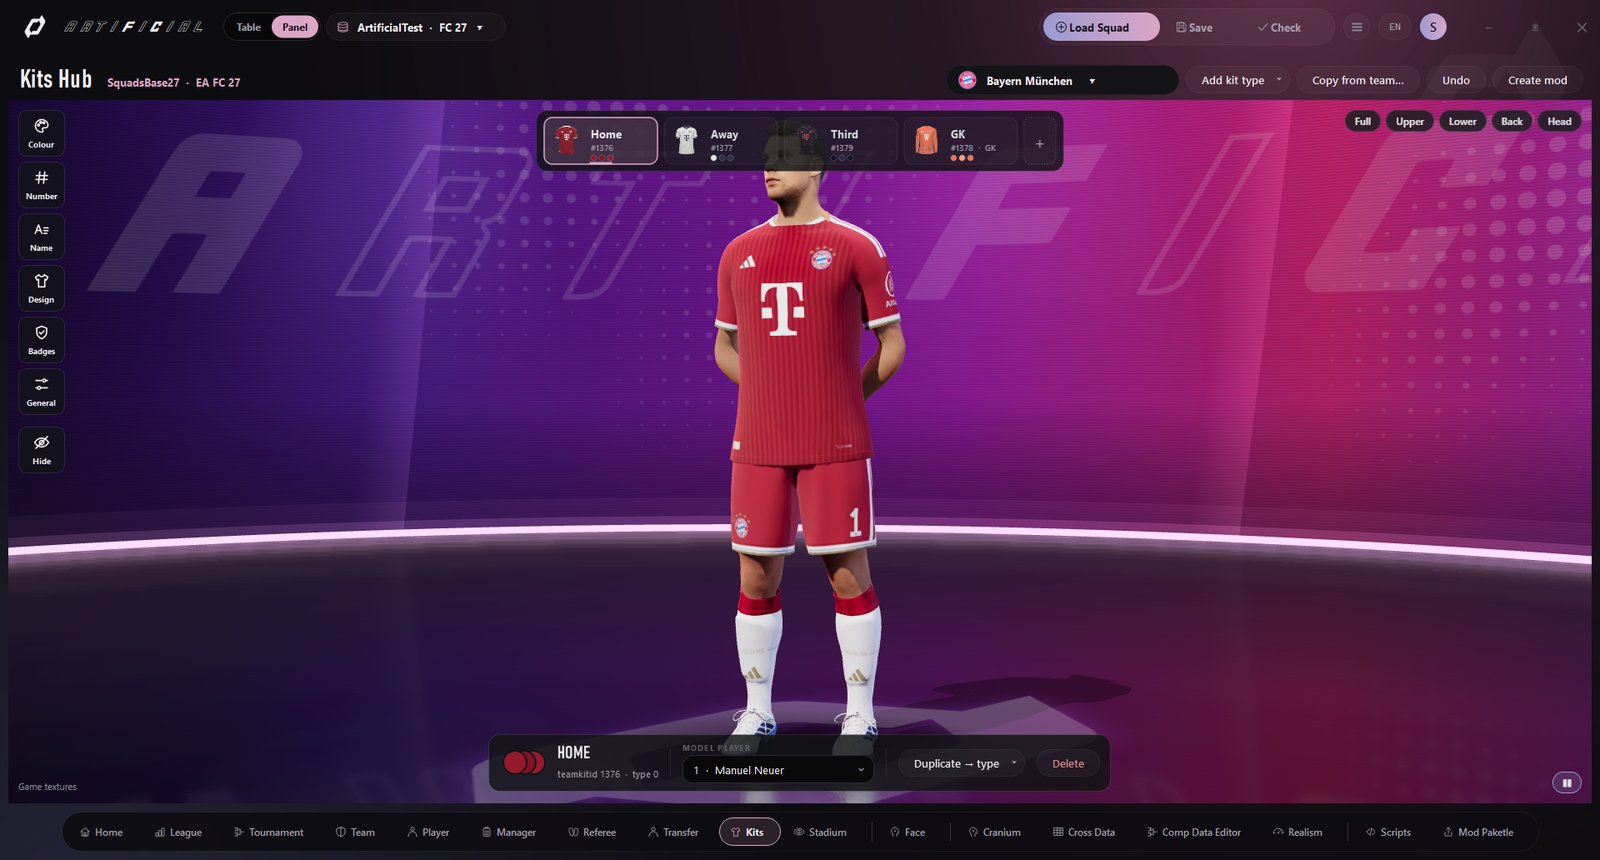 ARTIFICIAL
Table
Panel
ArtificialTest · FC 27
Load Squad
Save
Check
EN
S
Kits Hub
SquadsBase27 · EA FC 27
Bayern München
Add kit type
Copy from team...
Undo
Create mod
Colour
Number
Name
Design
Badges
General
Hide
Home
#1376
Away
#1377
Third
#1379
GK
#1378 · GK
+
Full
Upper
Lower
Back
Head
ARTIFIC
T
1
HOME
teamkitid 1376 · type 0
MODEL PLAYER
1 · Manuel Neuer
Duplicate → type
Delete
Game textures
Home
League
Tournament
Team
Player
Manager
Referee
Transfer
Kits
Stadium
Face
Cranium
Cross Data
Comp Data Editor
Realism
Scripts
Mod Paketle